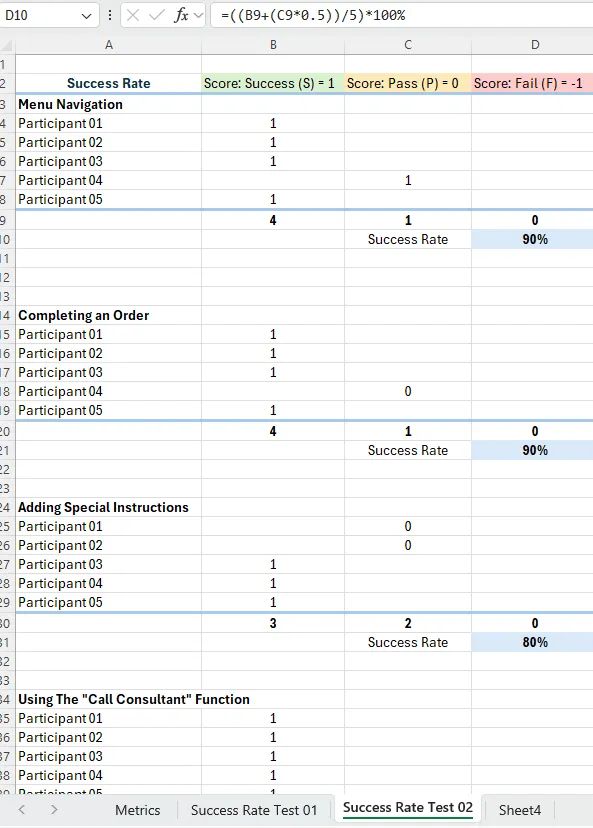 D10 fx =((B9+(C9*0.5))/5)*100%
A B C D
1
2 Success Rate Score: Success (S) = 1 Score: Pass (P) = 0 Score: Fail (F) = -1
3 Menu Navigation
4 Participant 01 1
5 Participant 02 1
6 Participant 03 1
7 Participant 04 1
8 Participant 05 1
9 4 1 0
10 Success Rate 90%
11
12
13
14 Completing an Order
15 Participant 01 1
16 Participant 02 1
17 Participant 03 1
18 Participant 04 0
19 Participant 05 1
20 4 1 0
21 Success Rate 90%
22
23
24 Adding Special Instructions
25 Participant 01 0
26 Participant 02 0
27 Participant 03 1
28 Participant 04 1
29 Participant 05 1
30 3 2 0
31 Success Rate 80%
32
33
34 Using The "Call Consultant" Function
35 Participant 01 1
36 Participant 02 1
37 Participant 03 1
38 Participant 04 1
39 Participant 05 1
Metrics Success Rate Test 01 Success Rate Test 02 Sheet4